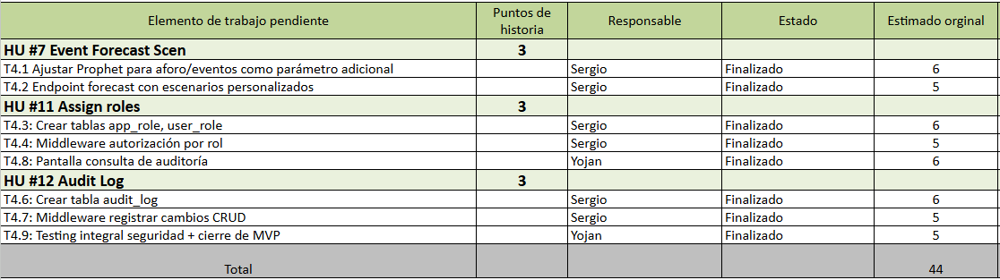 Elemento de trabajo pendiente Puntos de historia Responsable Estado Estimado orginal
HU #7 Event Forecast Scen 3
T4.1 Ajustar Prophet para aforo/eventos como parámetro adicional Sergio Finalizado 6
T4.2 Endpoint forecast con escenarios personalizados Sergio Finalizado 5
HU #11 Assign roles 3
T4.3: Crear tablas app_role, user_role Sergio Finalizado 6
T4.4: Middleware autorización por rol Sergio Finalizado 5
T4.8: Pantalla consulta de auditoría Yojan Finalizado 6
HU #12 Audit Log 3
T4.6: Crear tabla audit_log Sergio Finalizado 6
T4.7: Middleware registrar cambios CRUD Sergio Finalizado 5
T4.9: Testing integral seguridad + cierre de MVP Yojan Finalizado 5
Total 44